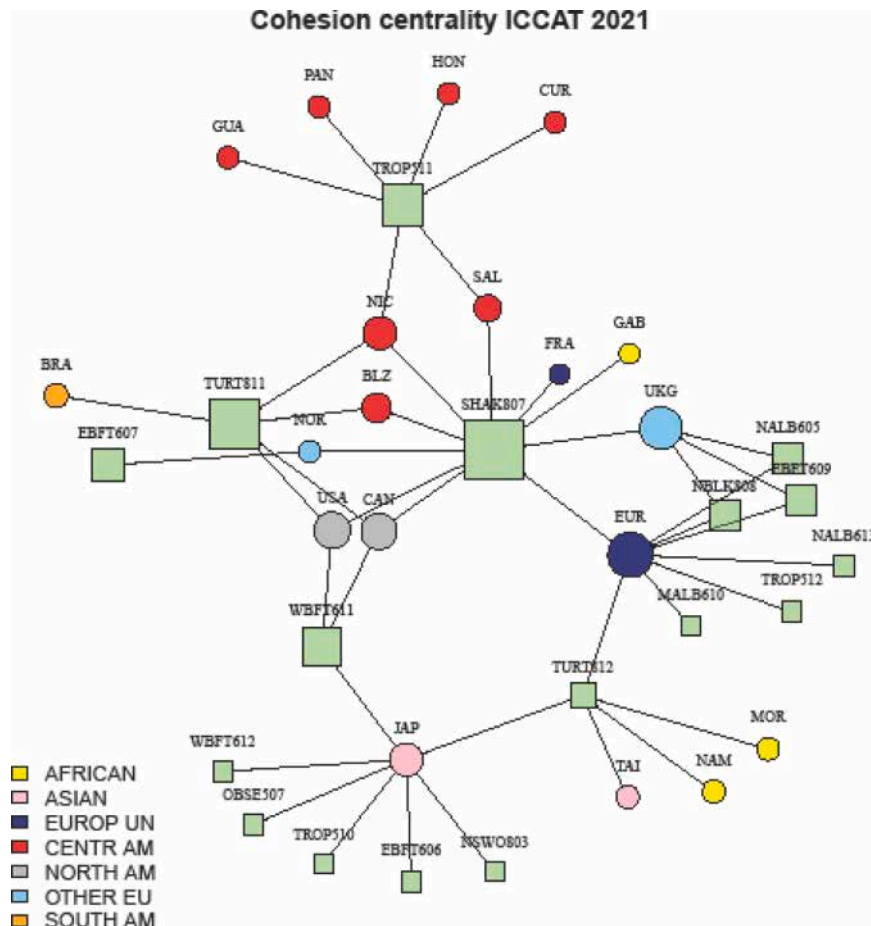 Cohesion centrality ICCAT 2021
HON
PAN
CUR
GUA
TROP511
SAL
NIC
GAB
FRA
BRA
BLZ
TURT811
UKG
SHAK807
NOR
NALB605
EBFT607
EBFT609
NBLK808
USA
CAN
EUR
NALB613
TROP512
MALB610
WBFT611
TURT812
MOR
JAP
WBFT612
TAI
NAM
OBSE507
TROP510
EBFT606
NSWO803
AFRICAN
ASIAN
EUROP UN
CENTR AM
NORTH AM
OTHER EU
SOUTH AM